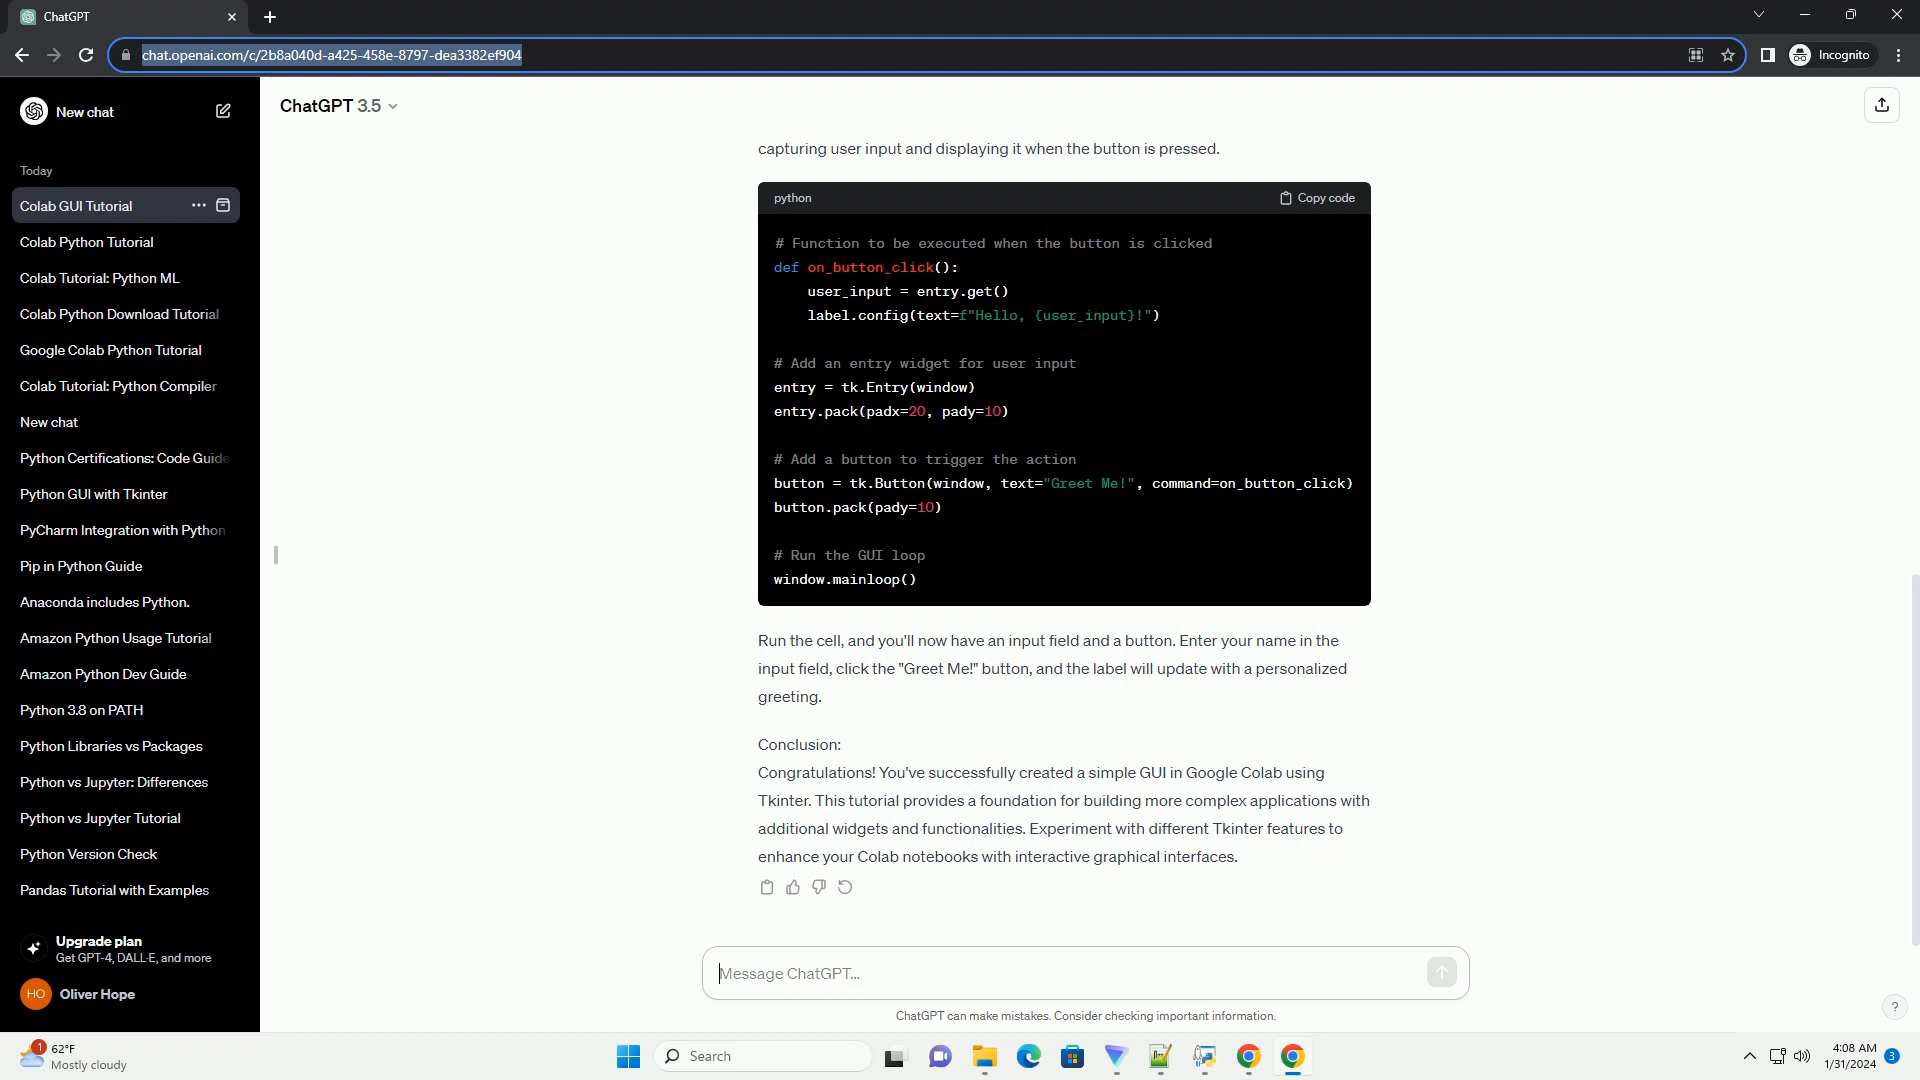 ChatGPT
chat.openai.com/c/2b8a040d-a425-458e-8797-dea3382ef904
Incognito
New chat
ChatGPT 3.5
Today
Colab GUI Tutorial
Colab Python Tutorial
Colab Tutorial: Python ML
Colab Python Download Tutorial
Google Colab Python Tutorial
Colab Tutorial: Python Compiler
New chat
Python Certifications: Code Guide
Python GUI with Tkinter
PyCharm Integration with Python
Pip in Python Guide
Anaconda includes Python.
Amazon Python Usage Tutorial
Amazon Python Dev Guide
Python 3.8 on PATH
Python Libraries vs Packages
Python vs Jupyter: Differences
Python vs Jupyter Tutorial
Python Version Check
Pandas Tutorial with Examples
Upgrade plan
Get GPT-4, DALL·E, and more
HO
Oliver Hope
capturing user input and displaying it when the button is pressed.
python
Copy code
# Function to be executed when the button is clicked
def on_button_click():
user_input = entry.get()
label.config(text=f"Hello, {user_input}!")
# Add an entry widget for user input
entry = tk.Entry(window)
entry.pack(padx=20, pady=10)
# Add a button to trigger the action
button = tk.Button(window, text="Greet Me!", command=on_button_click)
button.pack(pady=10)
# Run the GUI loop
window.mainloop()
Run the cell, and you'll now have an input field and a button. Enter your name in the
input field, click the "Greet Me!" button, and the label will update with a personalized
greeting.
Conclusion:
Congratulations! You've successfully created a simple GUI in Google Colab using
Tkinter. This tutorial provides a foundation for building more complex applications with
additional widgets and functionalities. Experiment with different Tkinter features to
enhance your Colab notebooks with interactive graphical interfaces.
Message ChatGPT...
ChatGPT can make mistakes. Consider checking important information.
?
1
62°F
Mostly cloudy
Search
4:08 AM
1/31/2024
3